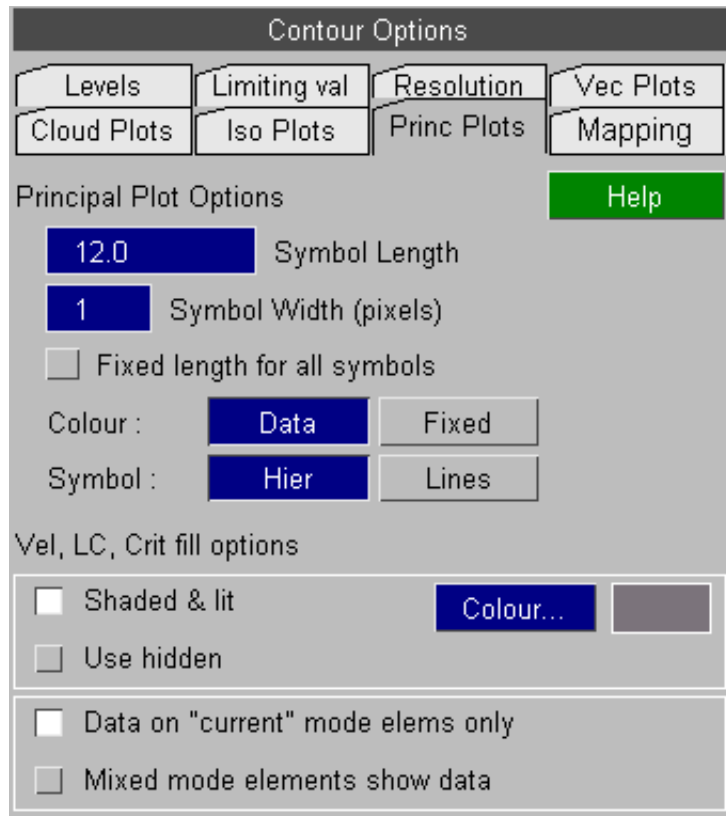 Contour Options
Levels Limiting val Resolution Vec Plots
Cloud Plots Iso Plots Princ Plots Mapping
Principal Plot Options Help
12.0 Symbol Length
1 Symbol Width (pixels)
Fixed length for all symbols
Colour : Data Fixed
Symbol : Hier Lines
Vel, LC, Crit fill options
Shaded & lit Colour...
Use hidden
Data on "current" mode elems only
Mixed mode elements show data